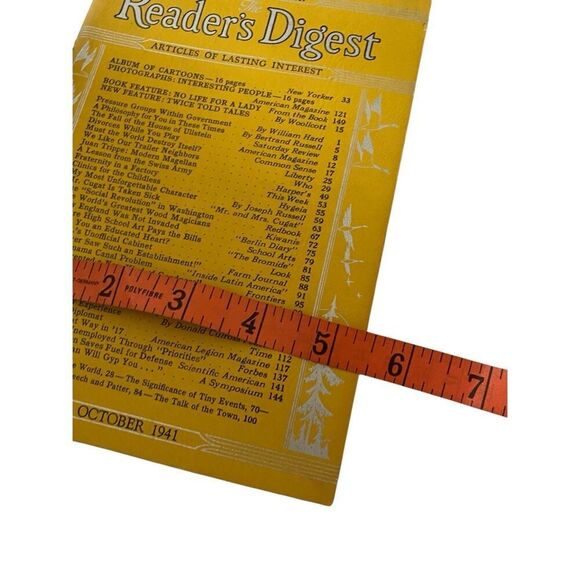 The
Reader's Digest
ARTICLES OF LASTING INTEREST
ALBUM OF CARTOONS—16 pages New Yorker 33
PHOTOGRAPHS: INTERESTING PEOPLE—16 pages American Magazine 121
BOOK FEATURE: NO LIFE FOR A LADY From the Book 149
NEW FEATURE: TWICE TOLD TALES By Woollcott 15
Pressure Groups Within Government By William Hard 1
A Philosophy for You in These Times By Bertrand Russell 5
The Fall of the House of Ullstein Saturday Review 8
Divorces While You Play American Magazine 12
Must the World Destroy Itself? Common Sense 17
We Like Our Trailer Neighbors Liberty 25
Juan Trippe: Modern Magellan Who 29
A Lesson from the Swiss Army Harper's 49
Fraternity in a Factory This Week 53
Clinics for the Childless Hygeia 55
My Most Unforgettable Character By Joseph Russell 59
Mr. Cugat Is Taken Sick "Mr. and Mrs. Cugat" 63
"Social Revolution" in Washington Redbook 67
World's Greatest Wood Magicians Kiwanis 72
High School Art Pays the Bills "Berlin Diary" 75
You an Educated Heart? School Arts 79
Unofficial Cabinet "The Bromide" 81
Saw Such an Establishment!" Look 85
Canal Problem Farm Journal 88
"Inside Latin America" 91
Frontiers 95
2 3 4 5 6 7
POLYFIBRE
Experience
By Donald
Way in '17 Time 112
Through "Priorities" American Legion Magazine 117
Saves Fuel for Defense Forbes 137
Will Gyp You . . ." Scientific American 141
A Symposium 144
the World, 28 — The Significance of Tiny Events, 70—
and Patter, 84 — The Talk of the Town, 100
OCTOBER 1941